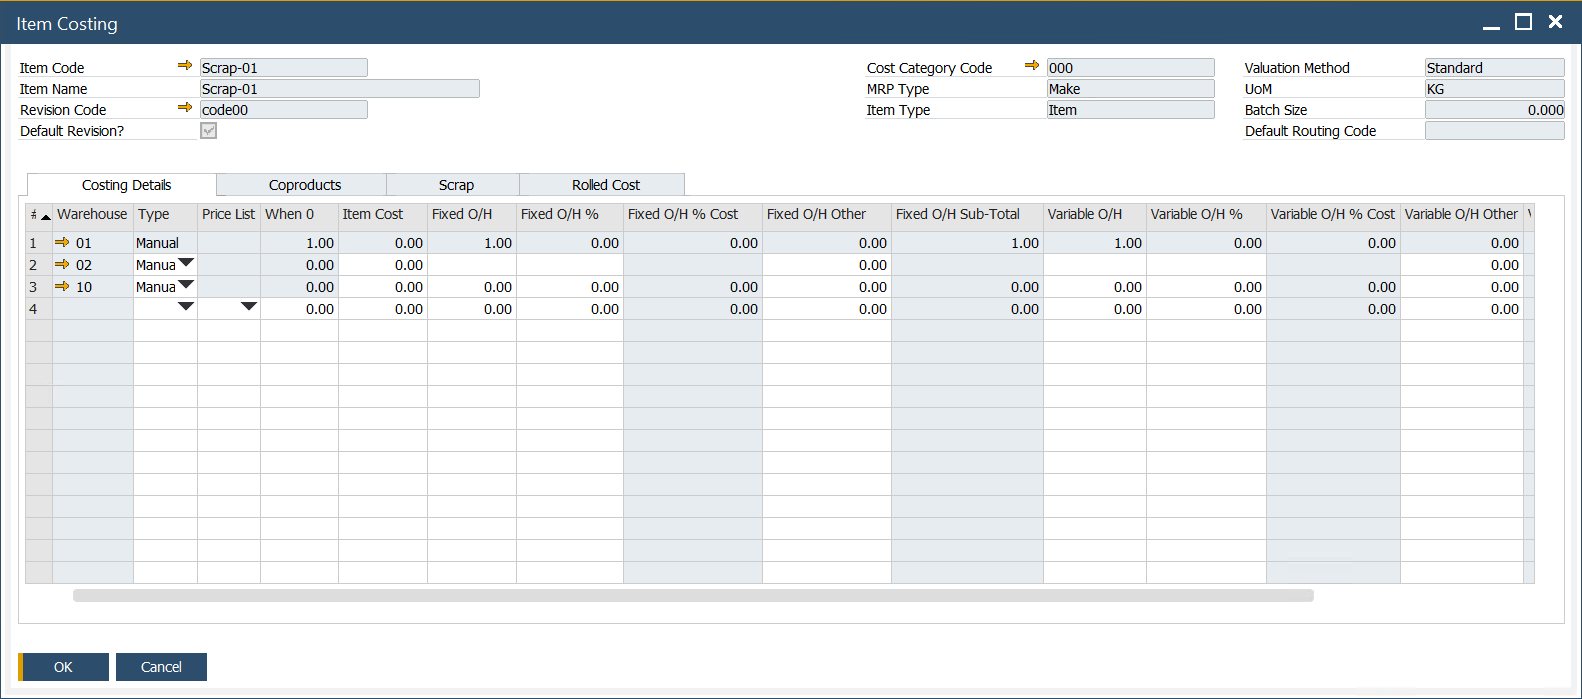 Item Costing
Item Code Scrap-01 Cost Category Code 000 Valuation Method Standard
Item Name Scrap-01 MRP Type Make UoM KG
Revision Code code00 Item Type Item Batch Size 0.000
Default Revision? Default Routing Code
Costing Details Coproducts Scrap Rolled Cost
# Warehouse Type Price List When 0 Item Cost Fixed O/H Fixed O/H % Fixed O/H % Cost Fixed O/H Other Fixed O/H Sub-Total Variable O/H Variable O/H % Variable O/H % Cost Variable O/H Other
1 01 Manual 1.00 0.00 1.00 0.00 0.00 0.00 1.00 1.00 0.00 0.00 0.00
2 02 Manua 0.00 0.00 0.00 0.00
3 10 Manua 0.00 0.00 0.00 0.00 0.00 0.00 0.00 0.00 0.00 0.00 0.00
4 0.00 0.00 0.00 0.00 0.00 0.00 0.00 0.00 0.00 0.00 0.00
OK Cancel